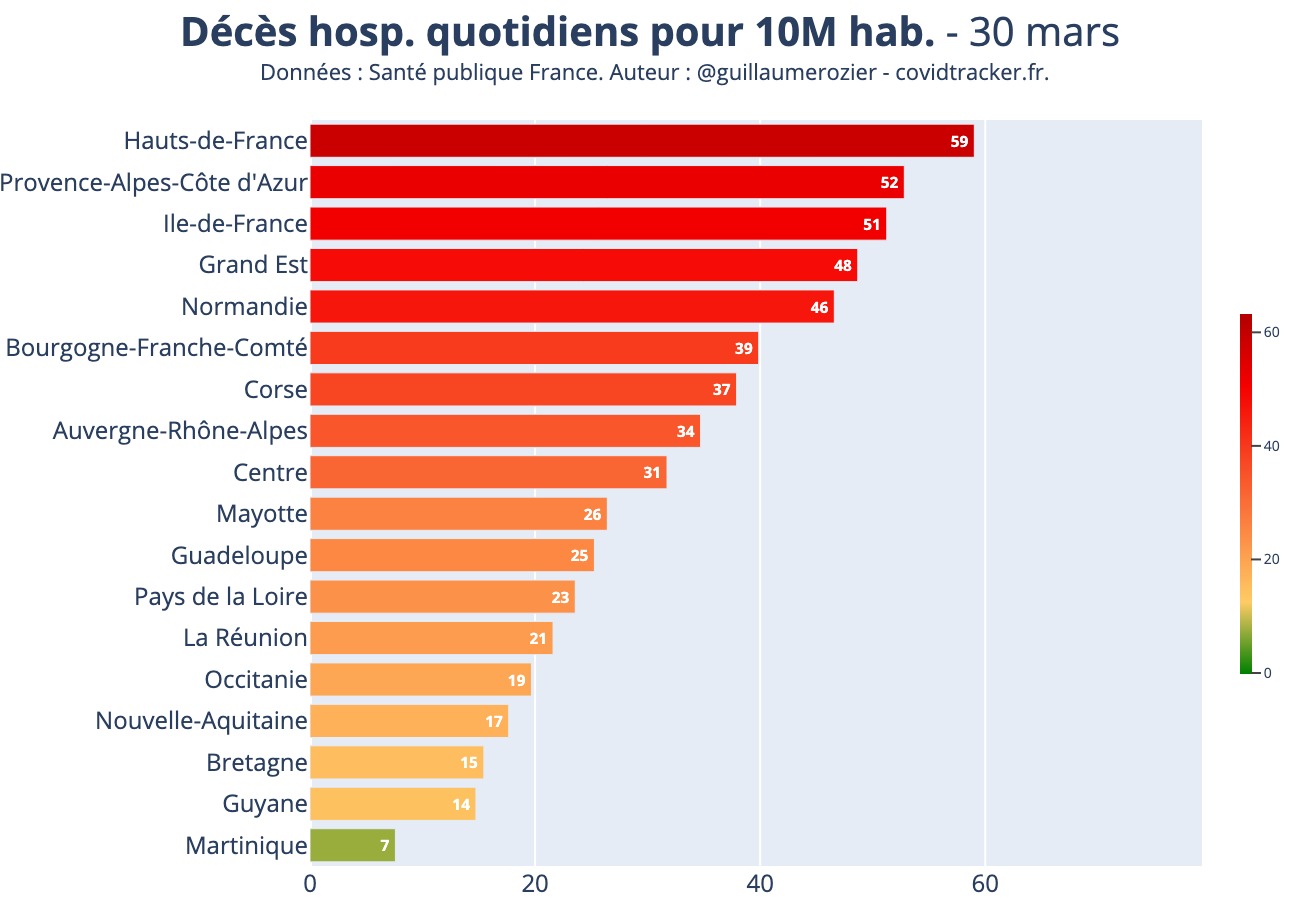 Décès hosp. quotidiens pour 10M hab. - 30 mars
Données : Santé publique France. Auteur : @guillaumerozier - covidtracker.fr.
Hauts-de-France 59
Provence-Alpes-Côte d'Azur 52
Ile-de-France 51
Grand Est 48
Normandie 46
Bourgogne-Franche-Comté 39
Corse 37
Auvergne-Rhône-Alpes 34
Centre 31
Mayotte 26
Guadeloupe 25
Pays de la Loire 23
La Réunion 21
Occitanie 19
Nouvelle-Aquitaine 17
Bretagne 15
Guyane 14
Martinique 7
0 20 40 60
60
40
20
0